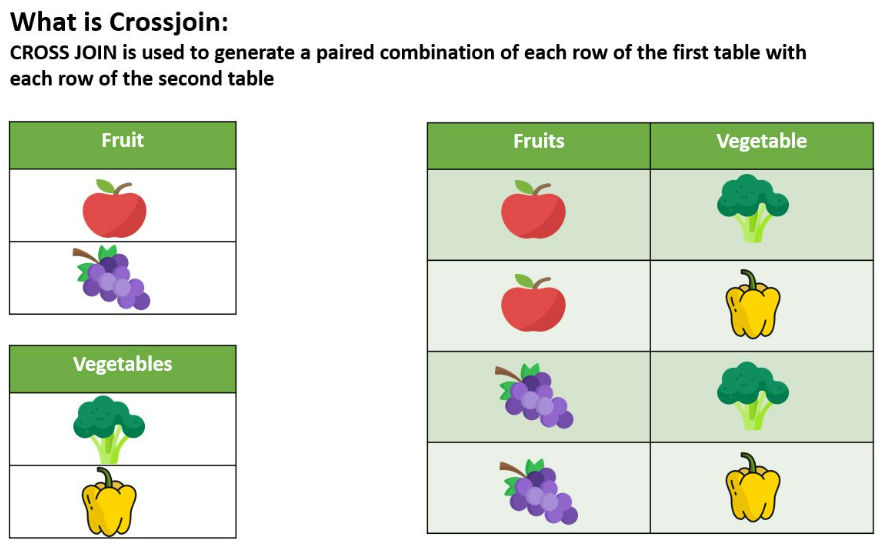 What is Crossjoin:
CROSS JOIN is used to generate a paired combination of each row of the first table with
each row of the second table
Fruit
Vegetables
Fruits Vegetable